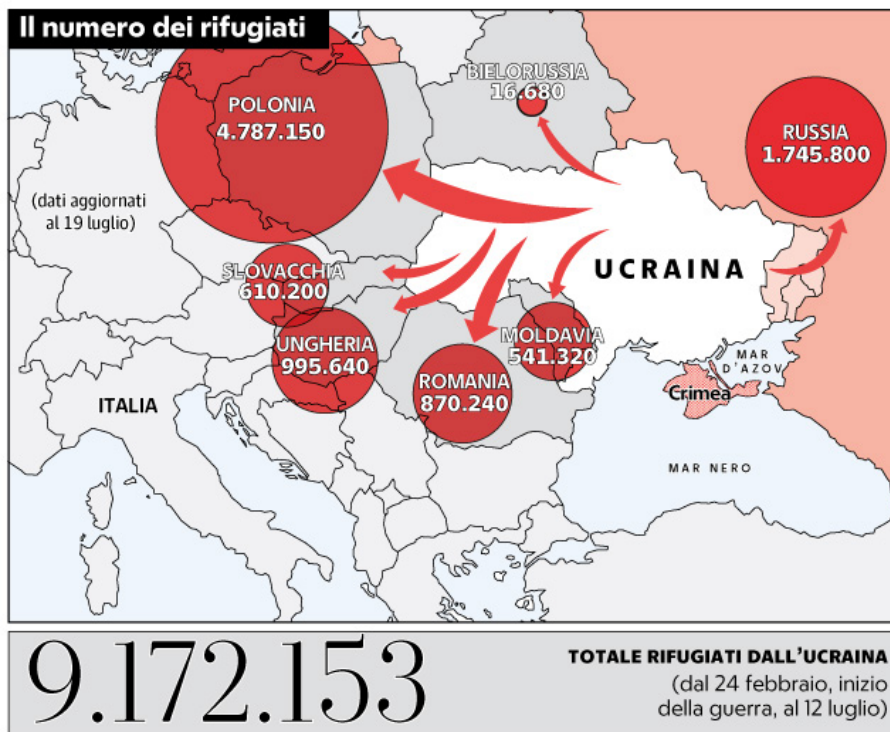 Il numero dei rifugiati
BIELORUSSIA
16.680
POLONIA
4.787.150
RUSSIA
1.745.800
(dati aggiornati
al 19 luglio)
SLOVACCHIA
610.200
UCRAINA
UNGHERIA
995.640
MOLDAVIA
541.320
ROMANIA
870.240
MAR
D'AZOV
Crimea
ITALIA
MAR NERO
9.172.153
TOTALE RIFUGIATI DALL'UCRAINA
(dal 24 febbraio, inizio
della guerra, al 12 luglio)